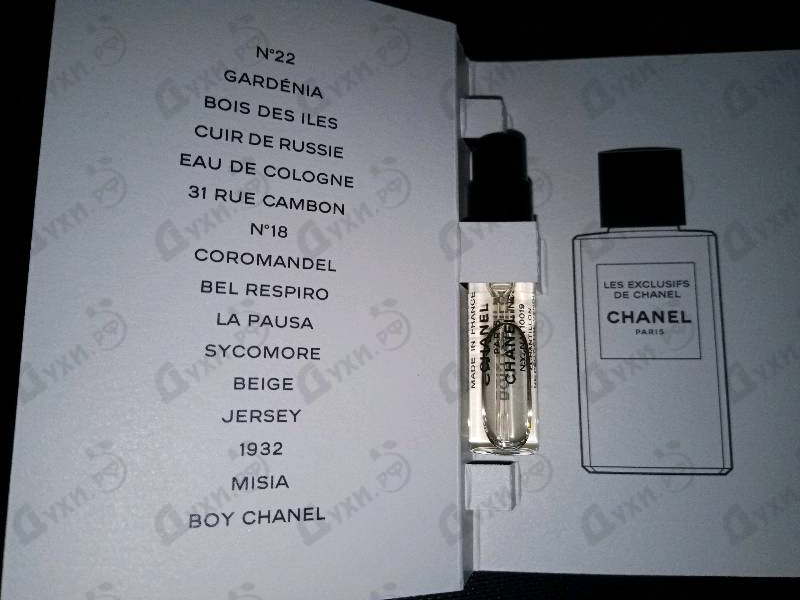 N°22
GARDÉNIA
BOIS DES ILES
CUIR DE RUSSIE
EAU DE COLOGNE
31 RUE CAMBON
N°18
COROMANDEL
BEL RESPIRO
LA PAUSA
SYCOMORE
BEIGE
JERSEY
1932
MISIA
BOY CHANEL
MADE IN FRANCE
CHANEL
CHANEL
10019
LES EXCLUSIFS
DE CHANEL
CHANEL
PARIS
Духи.рф